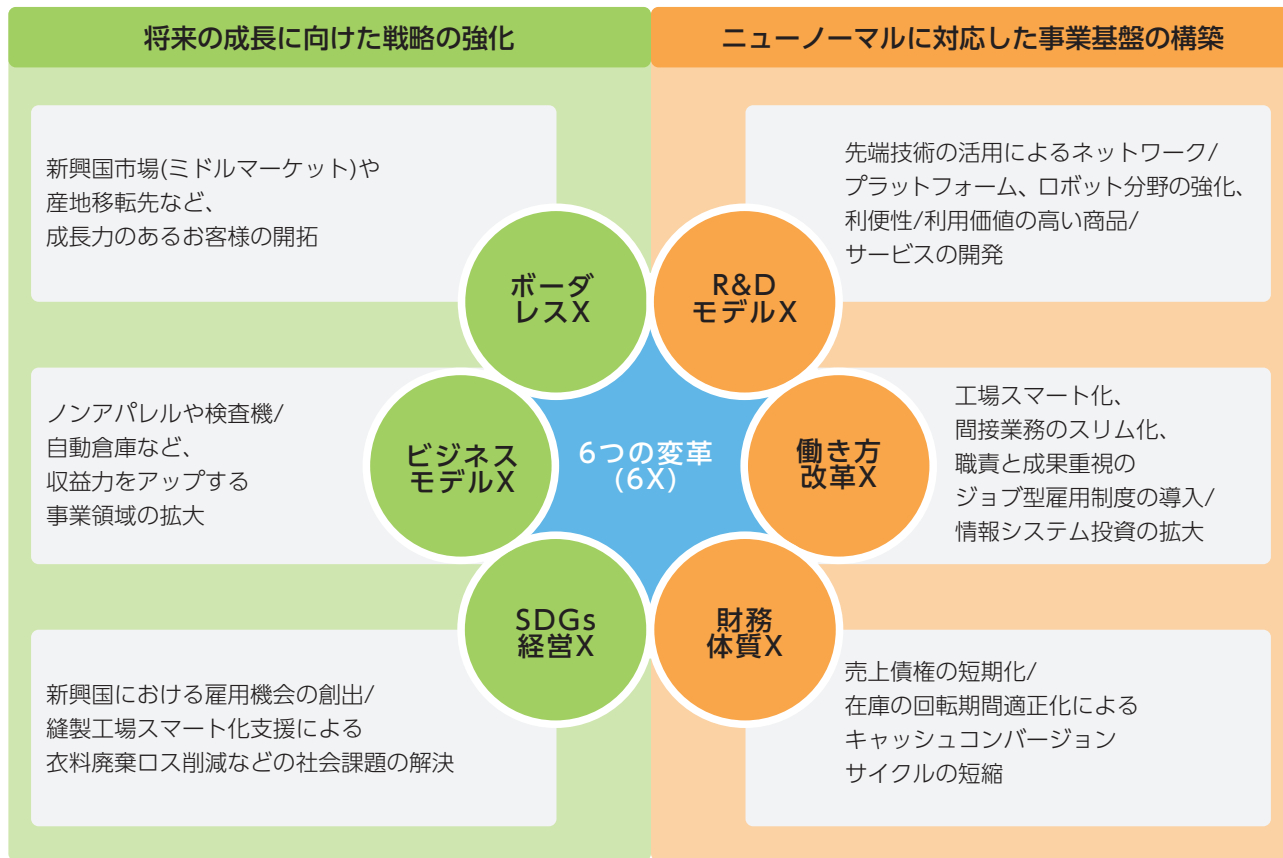 将来の成長に向けた戦略の強化
新興国市場(ミドルマーケット)や
産地移転先など、
成長力のあるお客様の開拓
ボーダ
レスX
ノンアパレルや検査機/
自動倉庫など、
収益力をアップする
事業領域の拡大
ビジネス
モデルX
新興国における雇用機会の創出/
縫製工場スマート化支援による
衣料廃棄ロス削減などの社会課題の解決
SDGs
経営X
6つの変革
(6X)
ニューノーマルに対応した事業基盤の構築
R&D
モデルX
先端技術の活用によるネットワーク/
プラットフォーム、ロボット分野の強化、
利便性/利用価値の高い商品/
サービスの開発
働き方
改革X
工場スマート化、
間接業務のスリム化、
職責と成果重視の
ジョブ型雇用制度の導入/
情報システム投資の拡大
財務
体質X
売上債権の短期化/
在庫の回転期間適正化による
キャッシュコンバージョン
サイクルの短縮